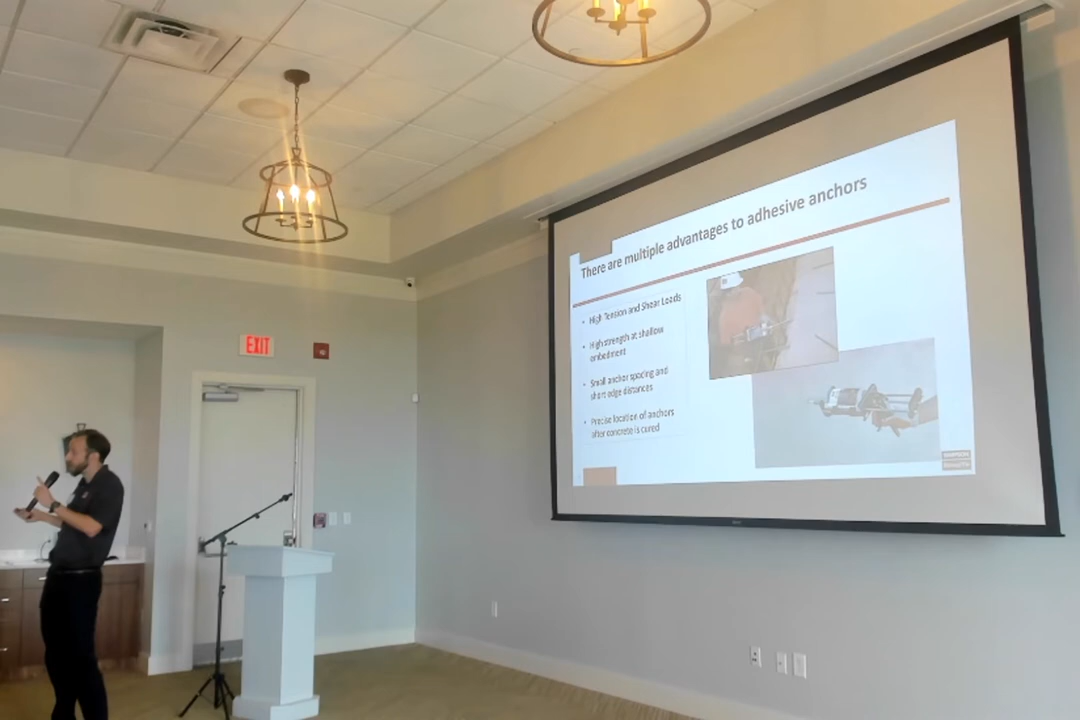 There are multiple advantages to adhesive anchors
• High Tension and Shear Loads
• High strength at shallow
embedment
• Small anchor spacing and
short edge distances
• Precise location of anchors
after concrete is cured
EXIT